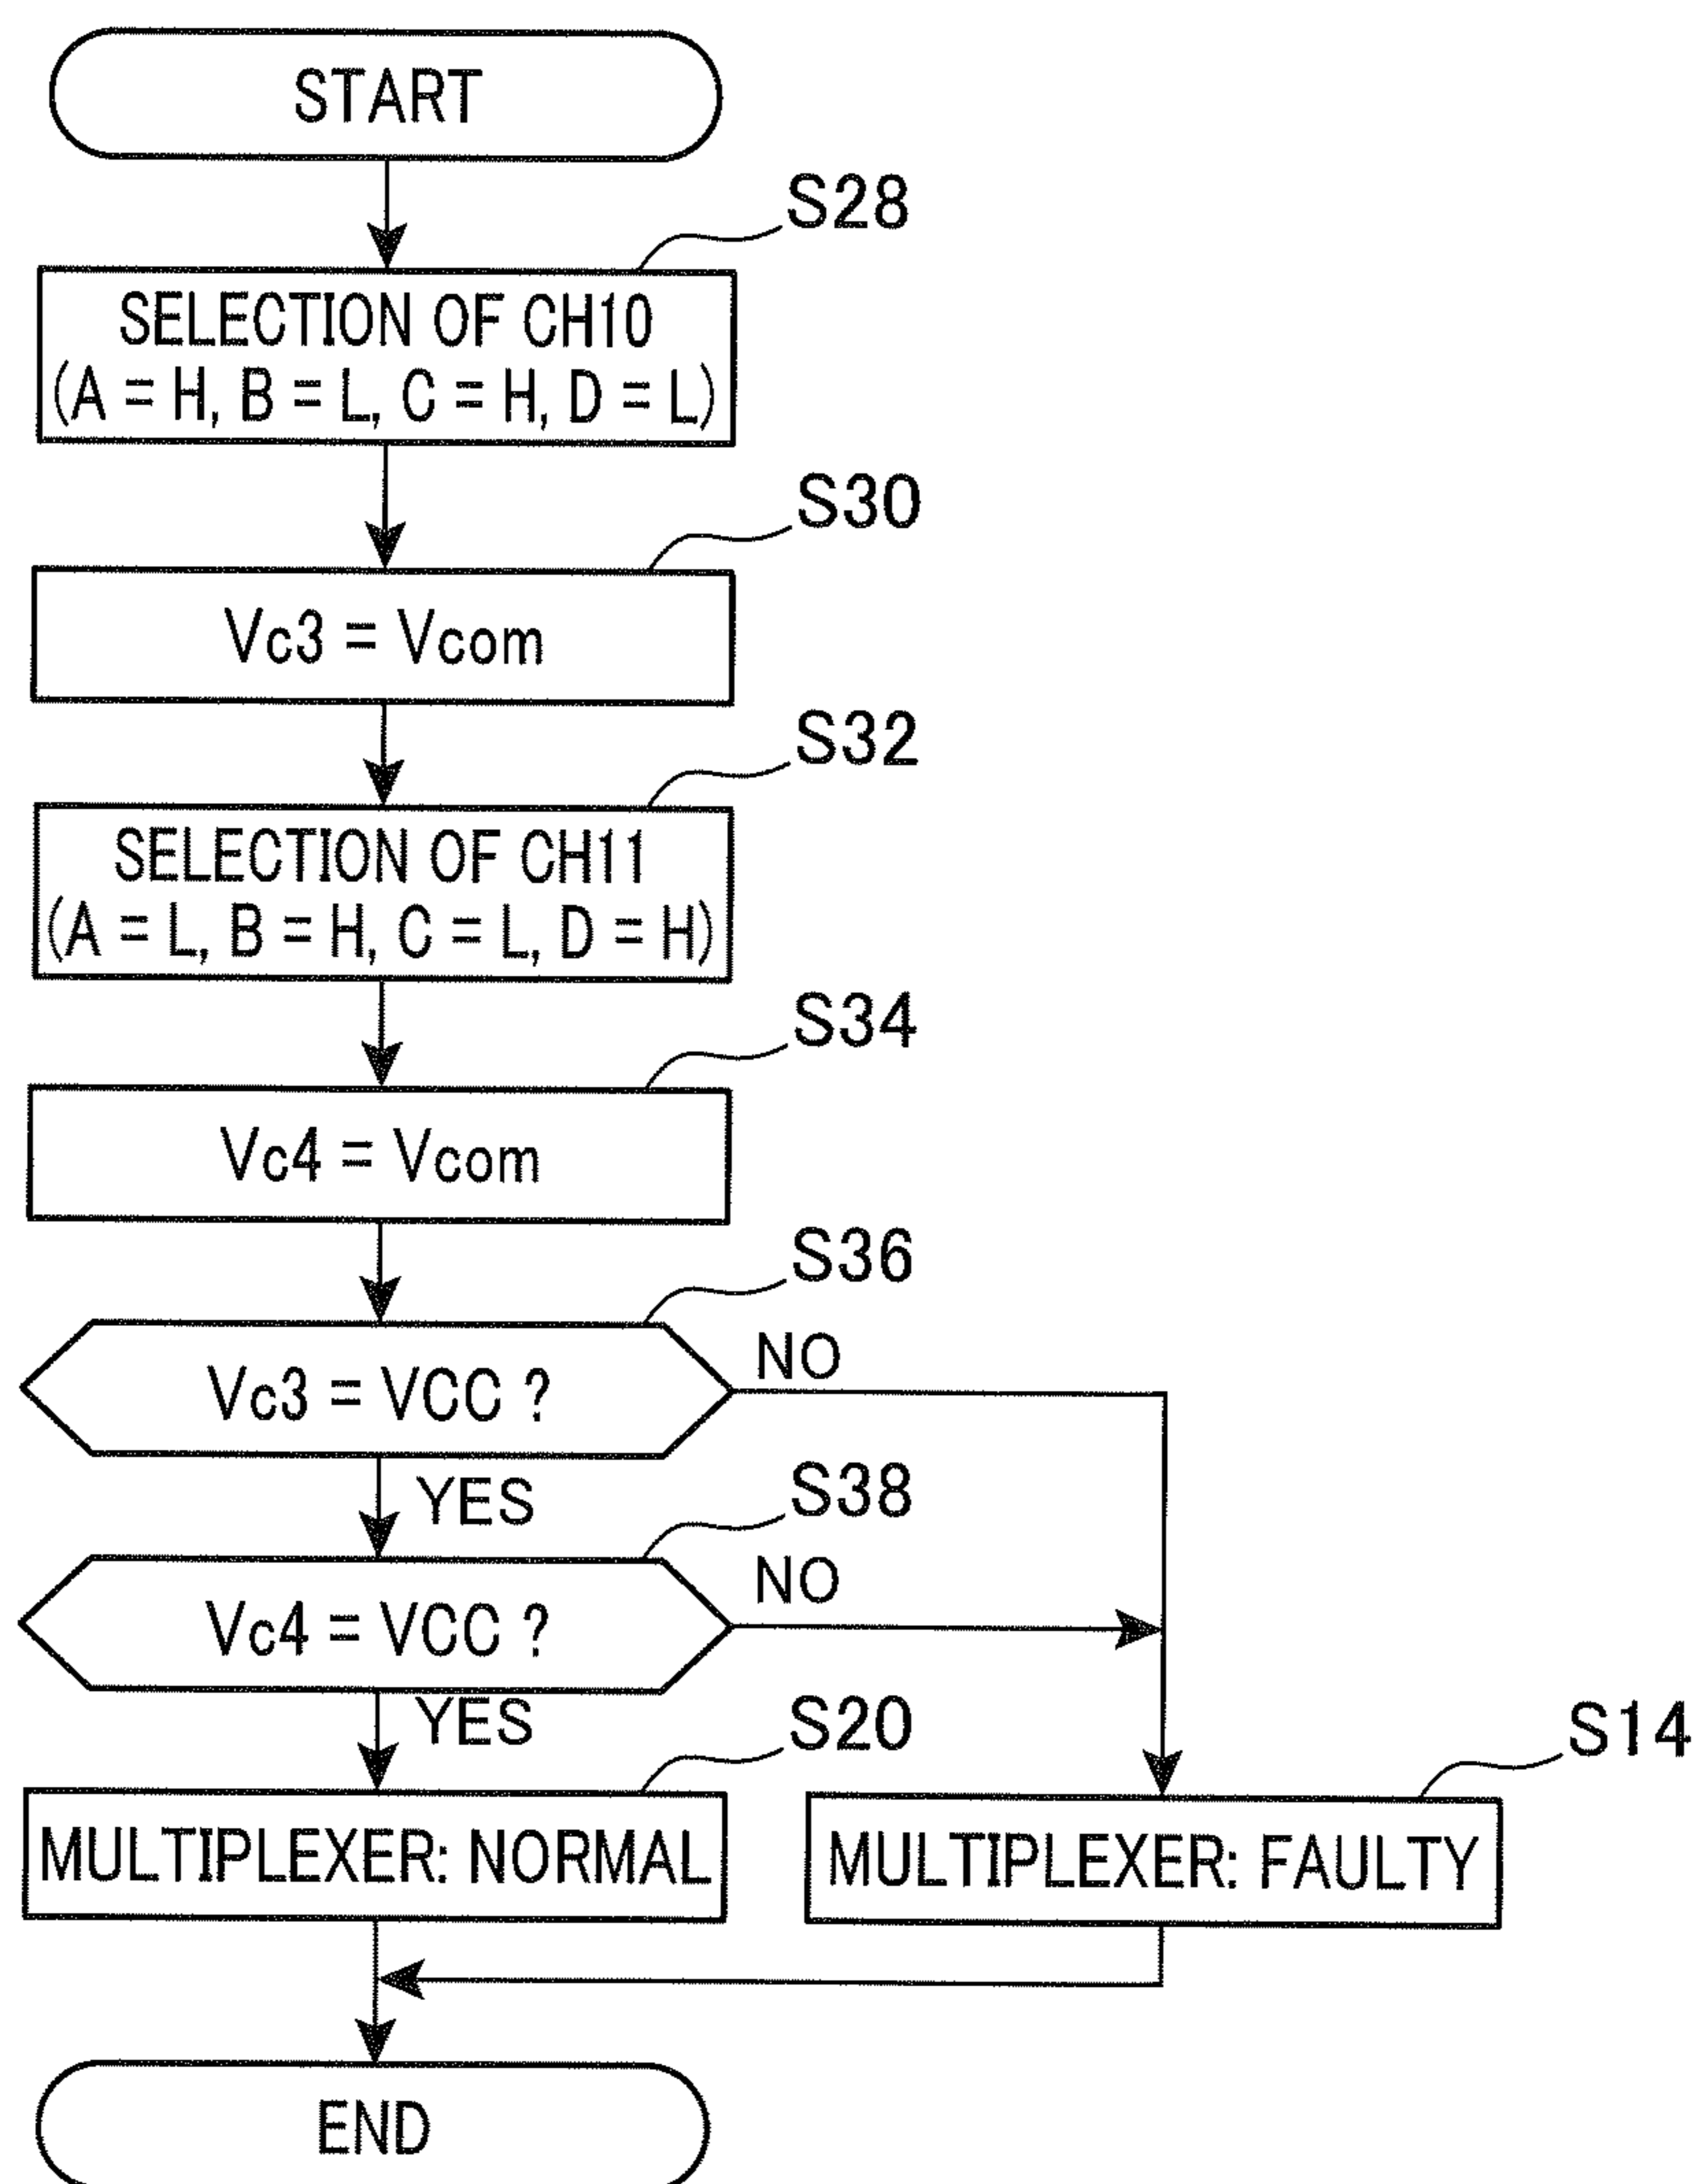 START
S28
SELECTION OF CH10
(A = H, B = L, C = H, D = L)
S30
Vc3 = Vcom
S32
SELECTION OF CH11
(A = L, B = H, C = L, D = H)
S34
Vc4 = Vcom
S36
Vc3 = VCC ?
NO
YES
S38
Vc4 = VCC ?
NO
YES
S20
S14
MULTIPLEXER: NORMAL
MULTIPLEXER: FAULTY
END